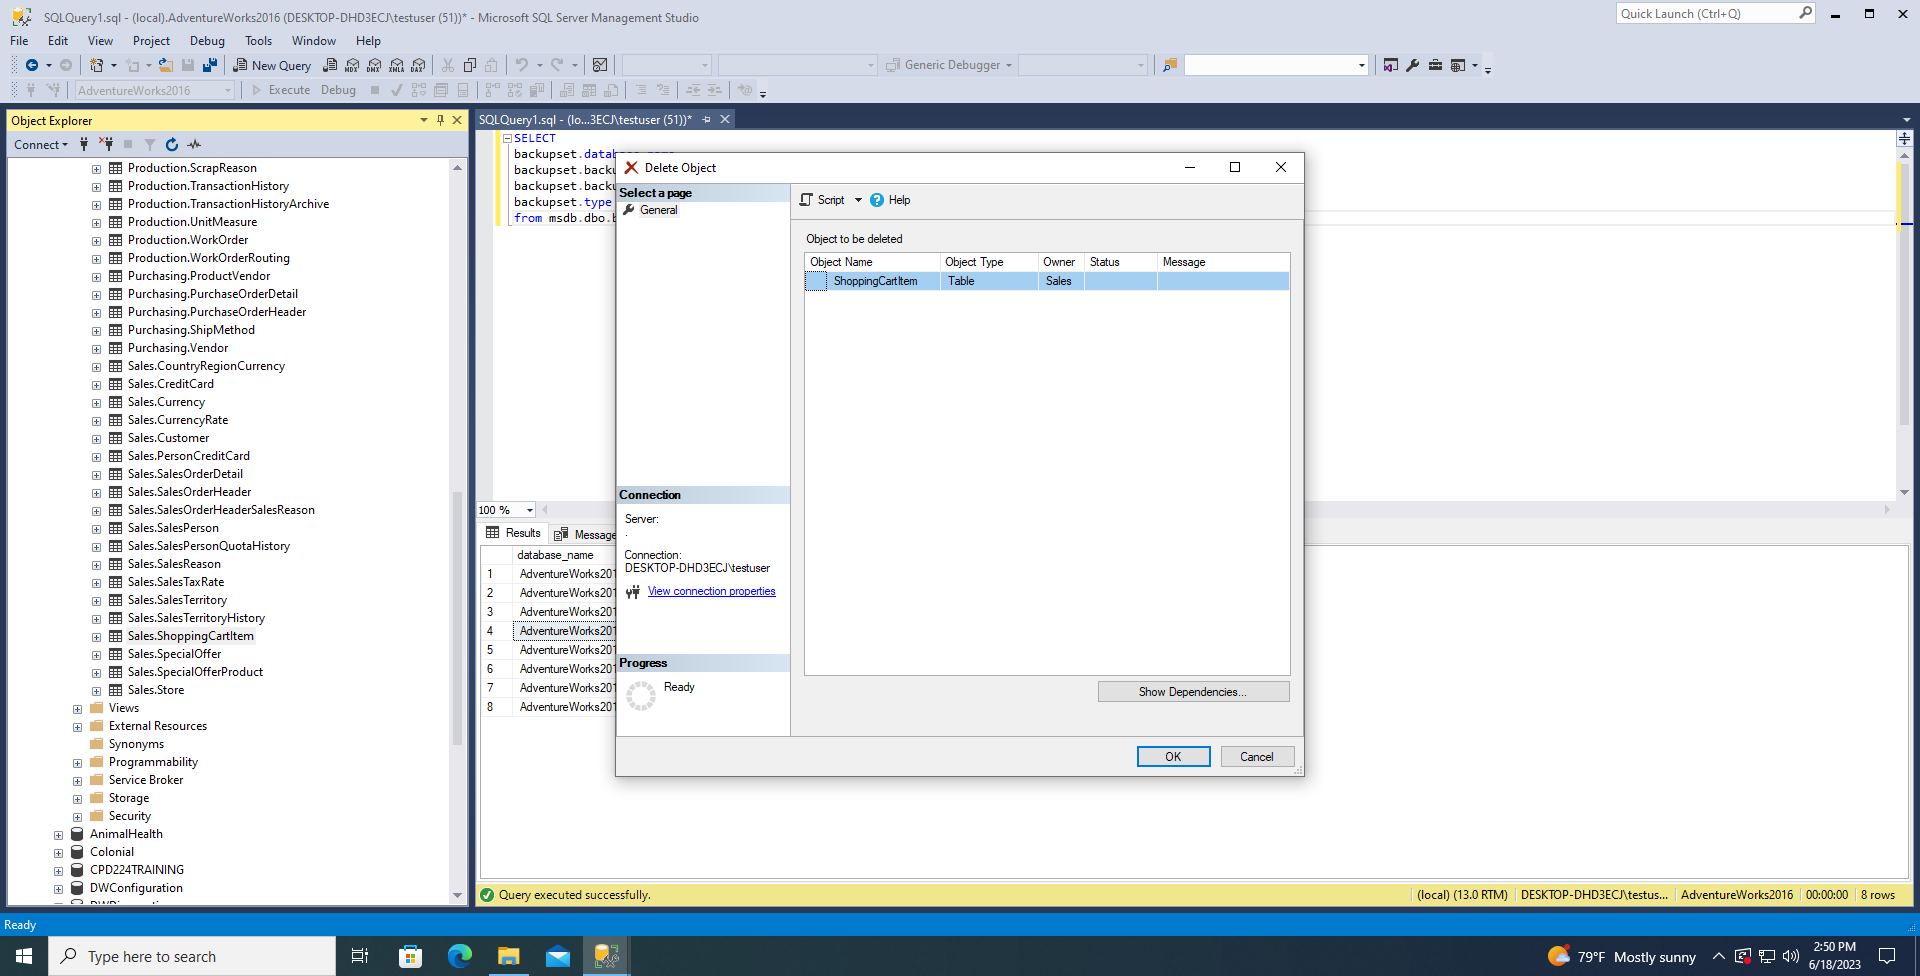 SQLQuery1.sql - (local).AdventureWorks2016 (DESKTOP-DHD3ECJ\testuser (51))* - Microsoft SQL Server Management Studio
Quick Launch (Ctrl+Q)
File Edit View Project Debug Tools Window Help
New Query
MDX
DMX
XMLA
DAX
Generic Debugger
AdventureWorks2016
Execute Debug
Object Explorer
Connect
Production.ScrapReason
Production.TransactionHistory
Production.TransactionHistoryArchive
Production.UnitMeasure
Production.WorkOrder
Production.WorkOrderRouting
Purchasing.ProductVendor
Purchasing.PurchaseOrderDetail
Purchasing.PurchaseOrderHeader
Purchasing.ShipMethod
Purchasing.Vendor
Sales.CountryRegionCurrency
Sales.CreditCard
Sales.Currency
Sales.CurrencyRate
Sales.Customer
Sales.PersonCreditCard
Sales.SalesOrderDetail
Sales.SalesOrderHeader
Sales.SalesOrderHeaderSalesReason
Sales.SalesPerson
Sales.SalesPersonQuotaHistory
Sales.SalesReason
Sales.SalesTaxRate
Sales.SalesTerritory
Sales.SalesTerritoryHistory
Sales.ShoppingCartItem
Sales.SpecialOffer
Sales.SpecialOfferProduct
Sales.Store
Views
External Resources
Synonyms
Programmability
Service Broker
Storage
Security
AnimalHealth
Colonial
CPD224TRAINING
DWConfiguration
SQLQuery1.sql - (lo...3ECJ\testuser (51))*
SELECT
backupset.database_name
backupset.backu
backupset.backu
backupset.type
from msdb.dbo.b
100 %
Results Message
database_name
1 AdventureWorks201
2 AdventureWorks201
3 AdventureWorks201
4 AdventureWorks201
5 AdventureWorks201
6 AdventureWorks201
7 AdventureWorks201
8 AdventureWorks201
Delete Object
Select a page
General
Script Help
Object to be deleted
Object Name Object Type Owner Status Message
ShoppingCartItem Table Sales
Connection
Server:
.
Connection:
DESKTOP-DHD3ECJ\testuser
View connection properties
Progress
Ready
Show Dependencies...
OK Cancel
Query executed successfully.
(local) (13.0 RTM) DESKTOP-DHD3ECJ\testus... AdventureWorks2016 00:00:00 8 rows
Ready
Type here to search
79°F Mostly sunny
2:50 PM
6/18/2023